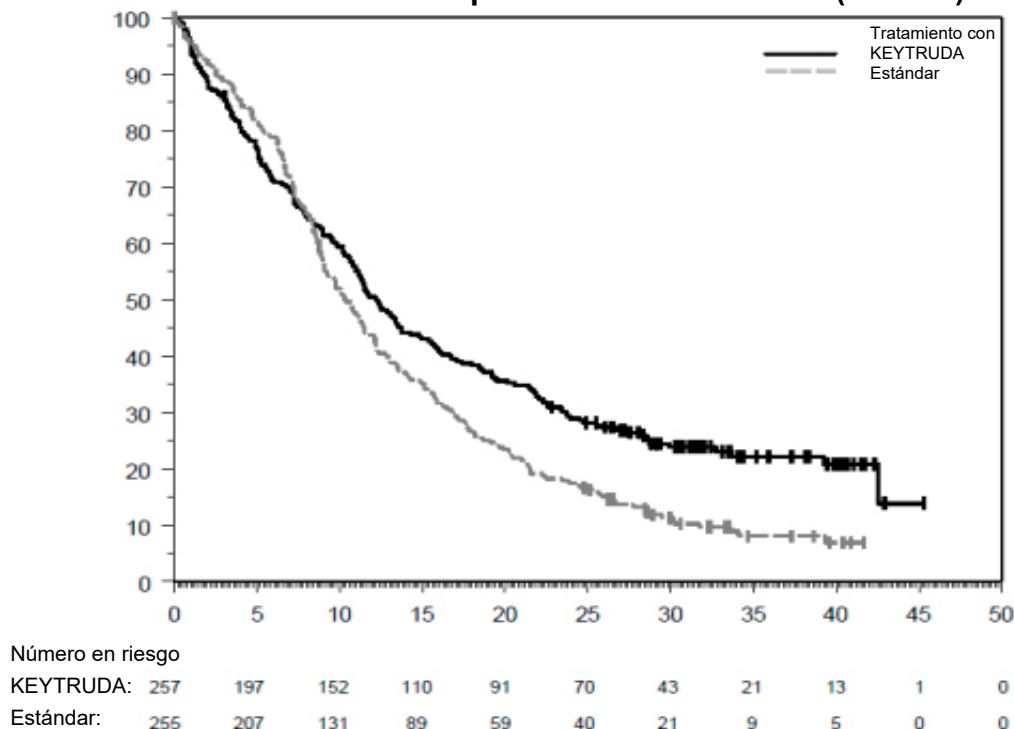 Tratamiento con
KEYTRUDA
Estándar
100
90
80
70
60
50
40
30
20
10
0
0 5 10 15 20 25 30 35 40 45 50
Número en riesgo
KEYTRUDA: 257 197 152 110 91 70 43 21 13 1 0
Estándar: 255 207 131 89 59 40 21 9 5 0 0